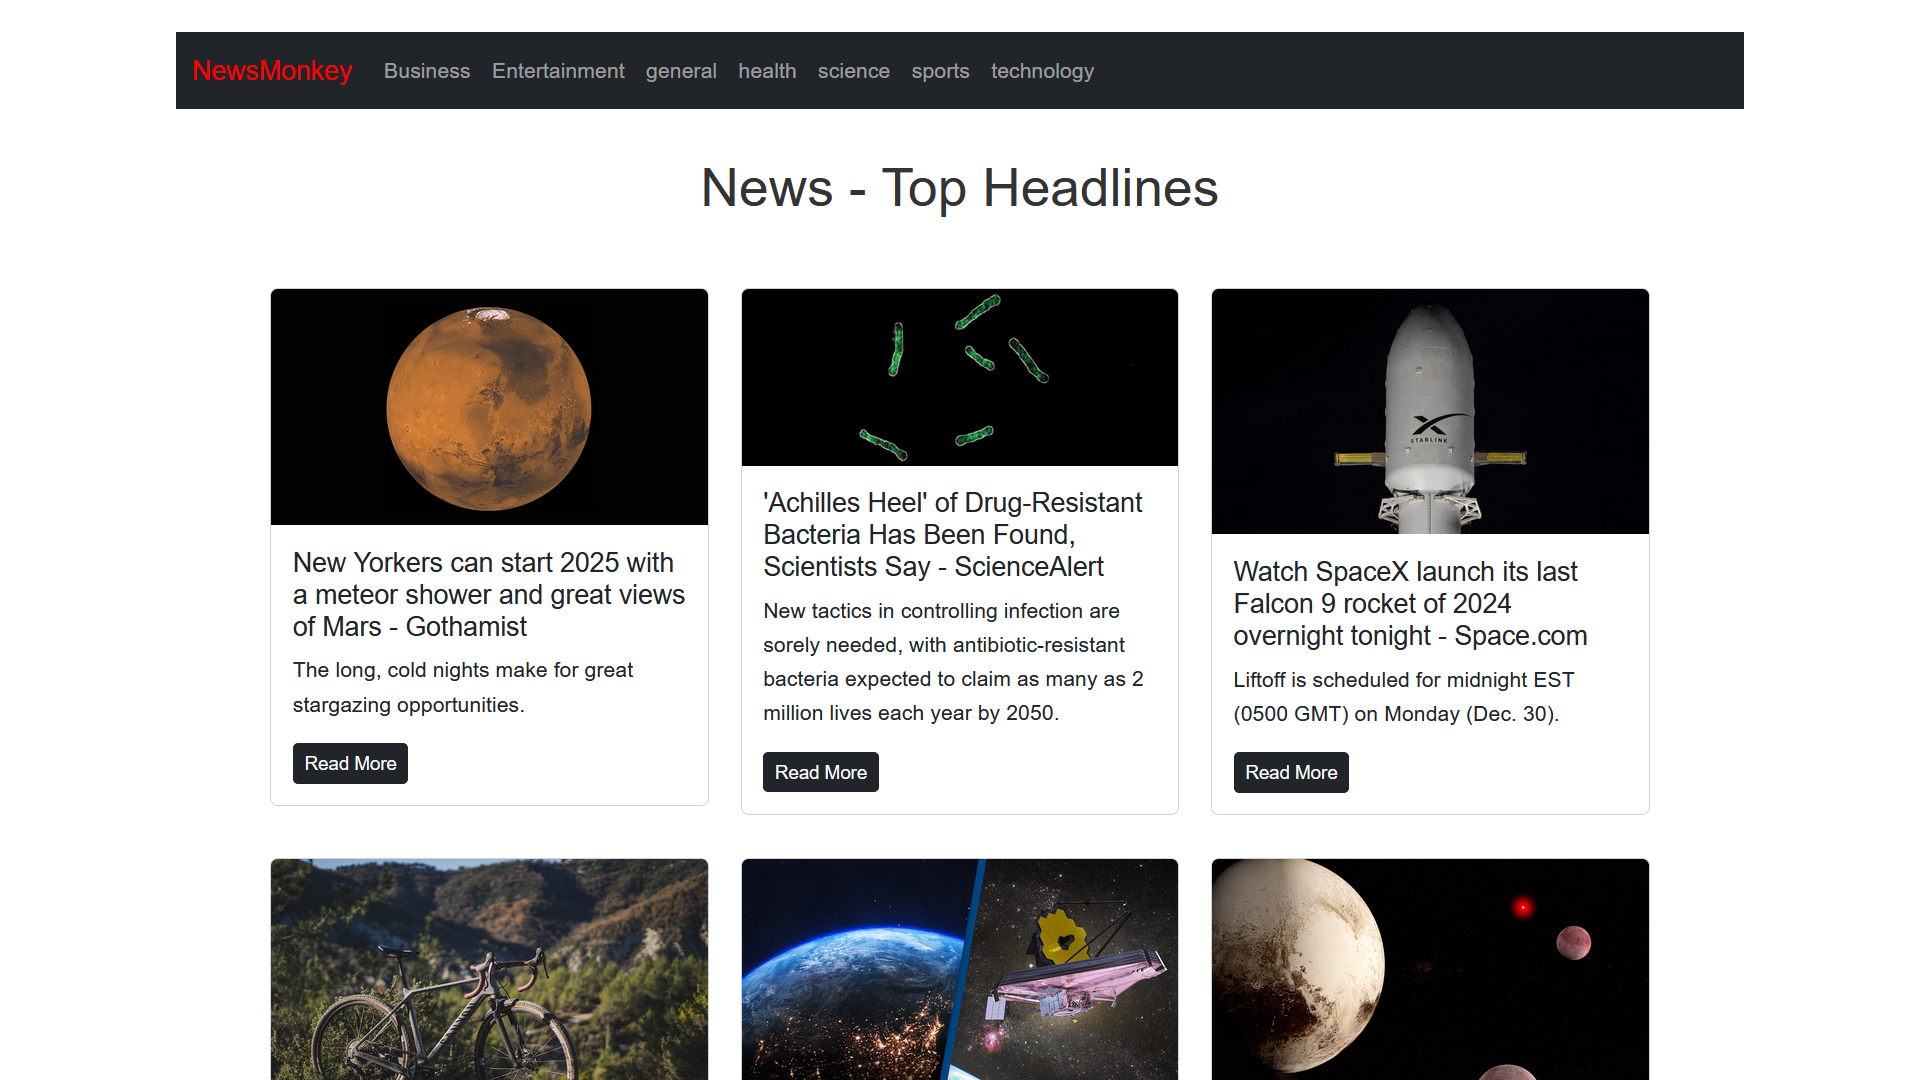 NewsMonkey Business Entertainment general health science sports technology
News - Top Headlines
STARLINK
New Yorkers can start 2025 with
a meteor shower and great views
of Mars - Gothamist
The long, cold nights make for great
stargazing opportunities.
Read More
'Achilles Heel' of Drug-Resistant
Bacteria Has Been Found,
Scientists Say - ScienceAlert
New tactics in controlling infection are
sorely needed, with antibiotic-resistant
bacteria expected to claim as many as 2
million lives each year by 2050.
Read More
Watch SpaceX launch its last
Falcon 9 rocket of 2024
overnight tonight - Space.com
Liftoff is scheduled for midnight EST
(0500 GMT) on Monday (Dec. 30).
Read More